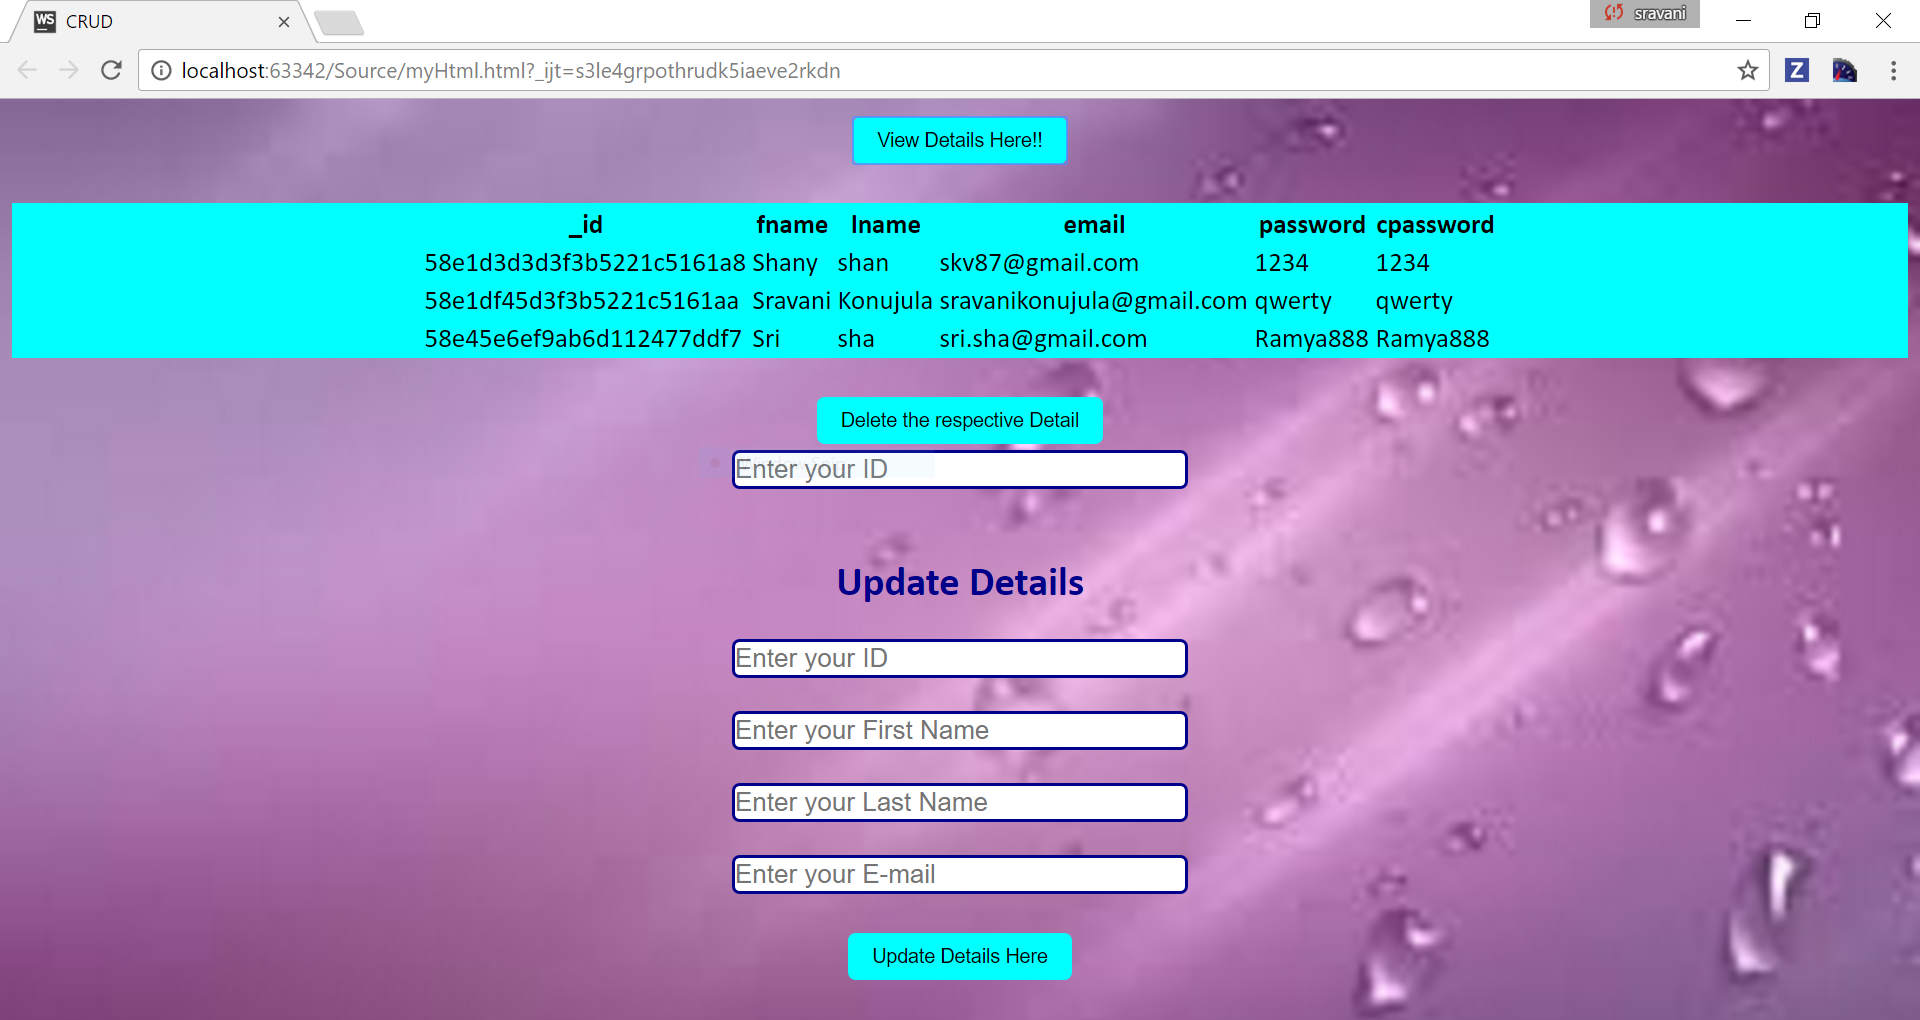 WS CRUD
sravani
localhost:63342/Source/myHtml.html?_ijt=s3le4grpothrudk5iaeve2rkdn
Z
View Details Here!!
_id fname lname email password cpassword
58e1d3d3d3f3b5221c5161a8 Shany shan skv87@gmail.com 1234 1234
58e1df45d3f3b5221c5161aa Sravani Konujula sravanikonujula@gmail.com qwerty qwerty
58e45e6ef9ab6d112477ddf7 Sri sha sri.sha@gmail.com Ramya888 Ramya888
Delete the respective Detail
Enter your ID
Update Details
Enter your ID
Enter your First Name
Enter your Last Name
Enter your E-mail
Update Details Here